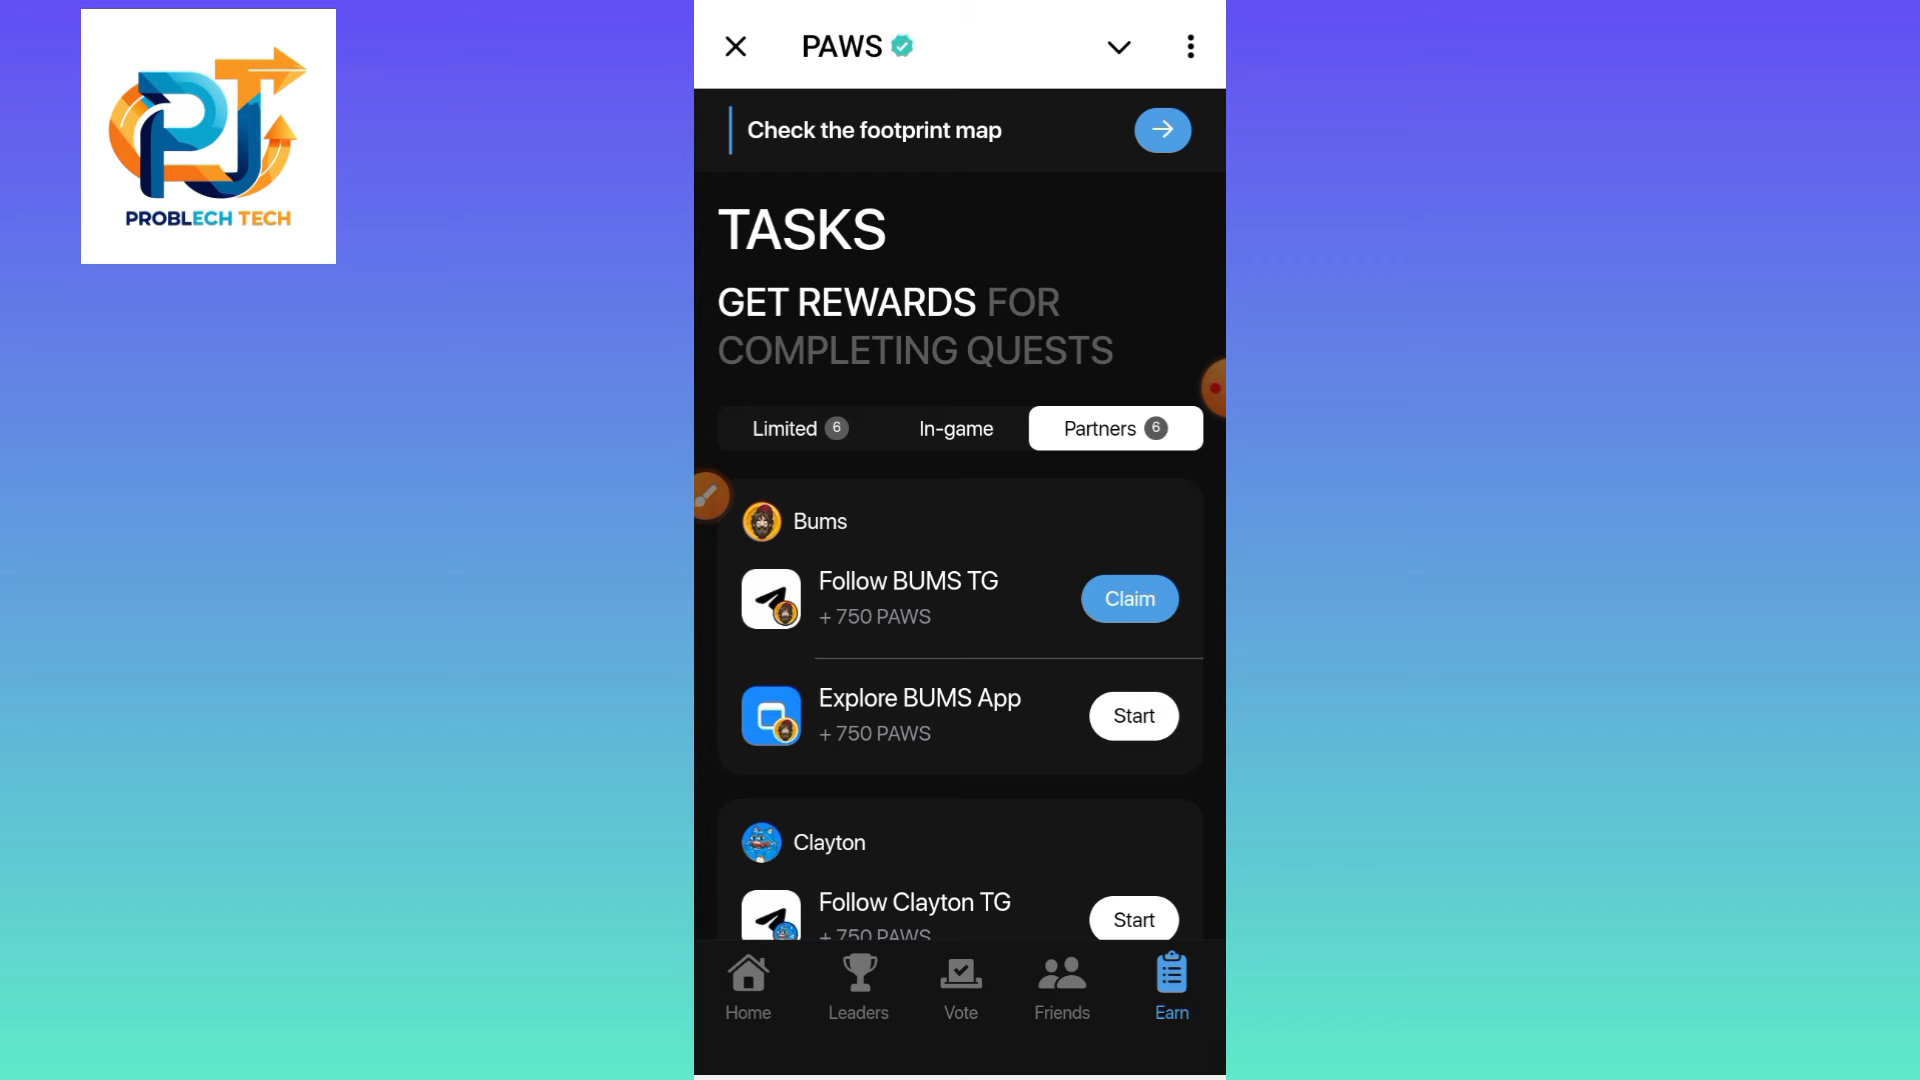 PROBLECH TECH
PAWS
Check the footprint map
TASKS
GET REWARDS FOR
COMPLETING QUESTS
Limited 6
In-game
Partners 6
Bums
Follow BUMS TG
+ 750 PAWS
Claim
Explore BUMS App
+ 750 PAWS
Start
Clayton
Follow Clayton TG
+ 750 PAWS
Start
Home
Leaders
Vote
Friends
Earn